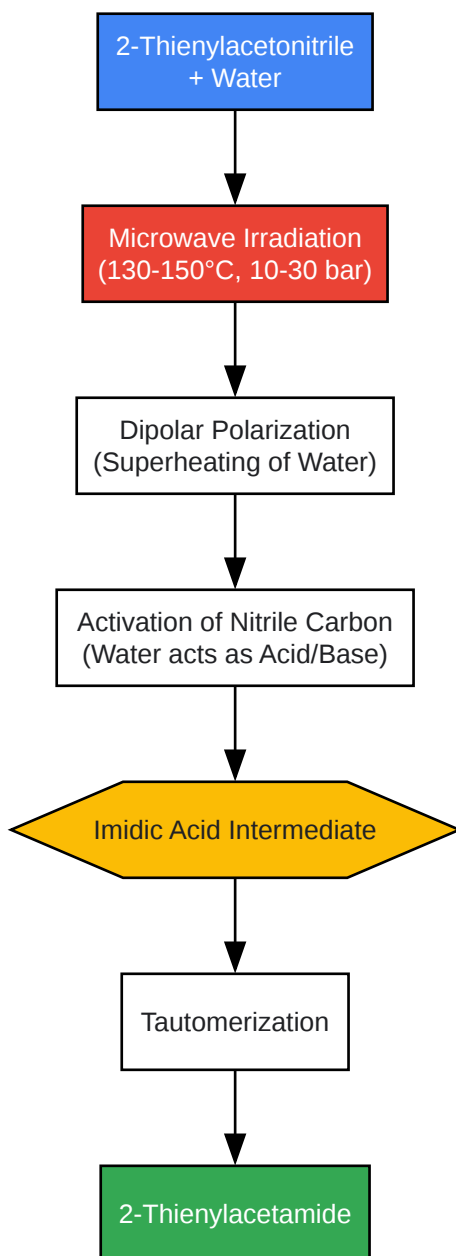 2-Thienylacetonitrile
+ Water
Microwave Irradiation
(130-150°C, 10-30 bar)
Dipolar Polarization
(Superheating of Water)
Activation of Nitrile Carbon
(Water acts as Acid/Base)
Imidic Acid Intermediate
Tautomerization
2-Thienylacetamide